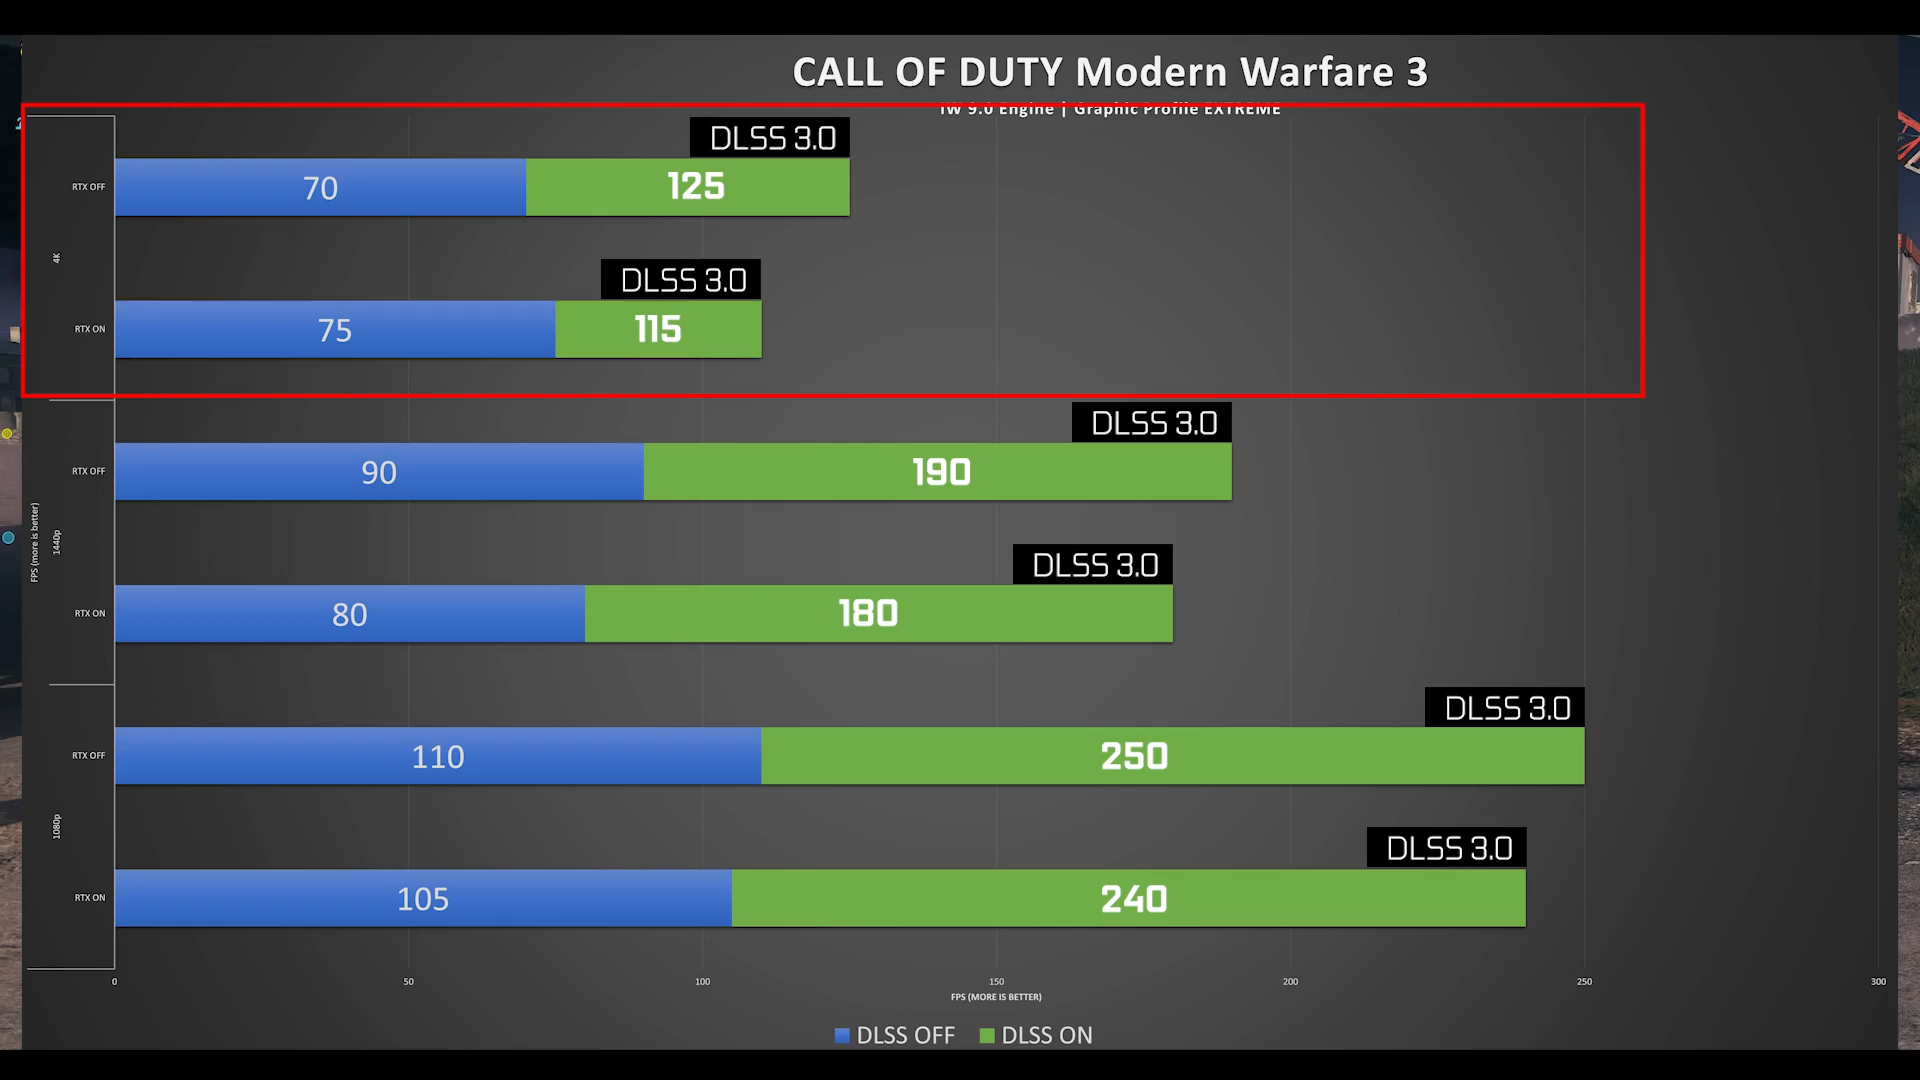 CALL OF DUTY Modern Warfare 3
IW 9.0 Engine | Graphic Profile EXTREME
DLSS 3.0
RTX OFF
70
125
4K
DLSS 3.0
RTX ON
75
115
DLSS 3.0
RTX OFF
90
190
FPS (more is better)
1440p
DLSS 3.0
RTX ON
80
180
DLSS 3.0
RTX OFF
110
250
1080p
DLSS 3.0
RTX ON
105
240
0 50 100 150 200 250 300
FPS (MORE IS BETTER)
DLSS OFF DLSS ON